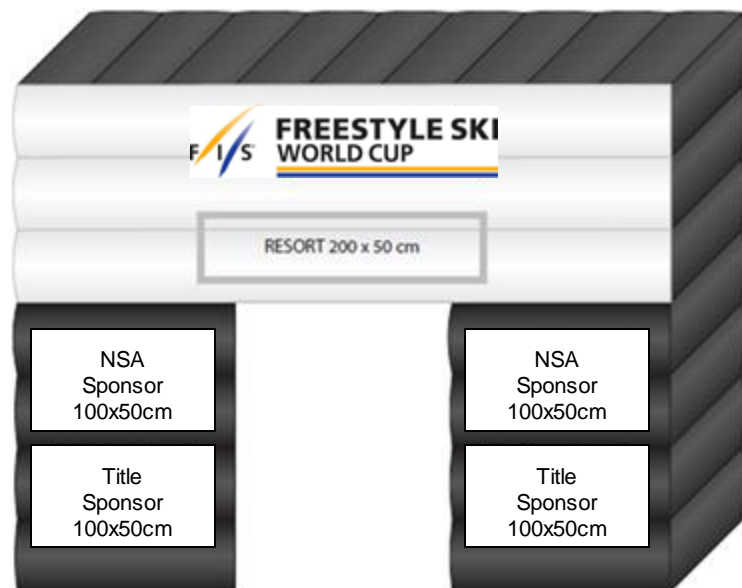 FIS
FREESTYLE SKI
WORLD CUP
RESORT 200 x 50 cm
NSA
Sponsor
100x50cm
NSA
Sponsor
100x50cm
Title
Sponsor
100x50cm
Title
Sponsor
100x50cm